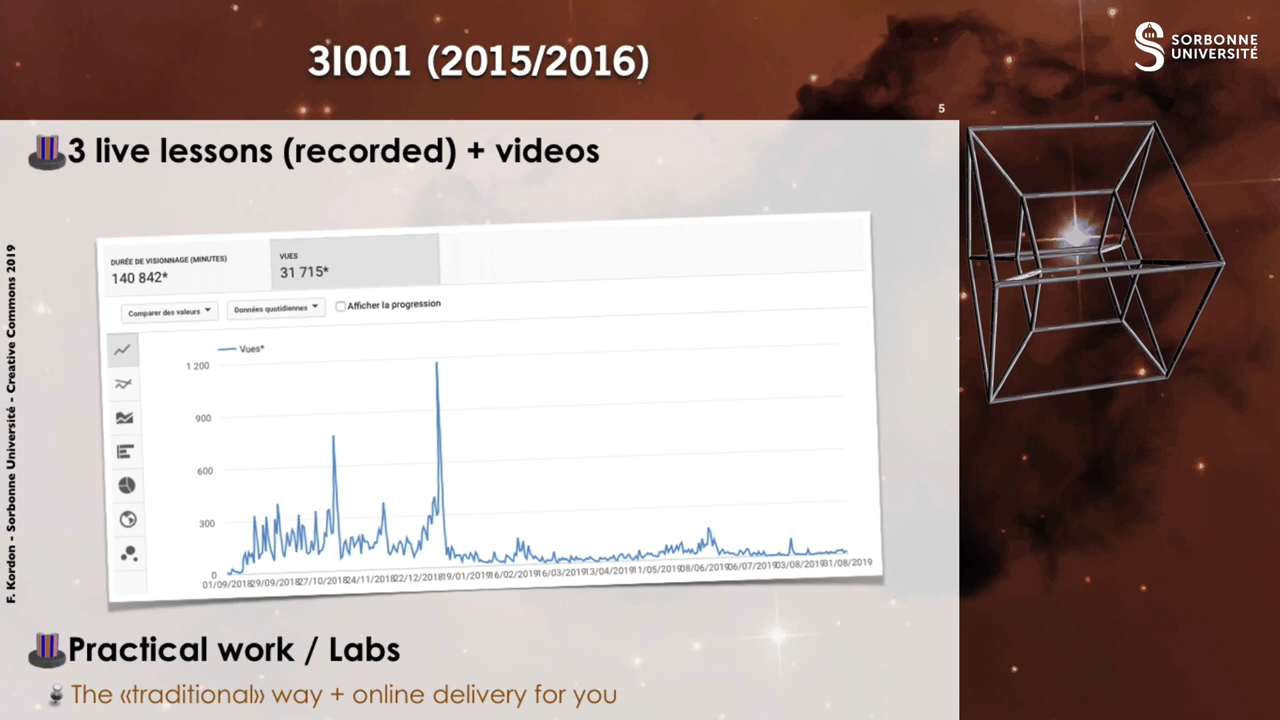 3I001 (2015/2016)
SORBONNE
UNIVERSITÉ
5
3 live lessons (recorded) + videos
DURÉE DE VISIONNAGE (MINUTES)
140 842*
VUES
31 715*
Comparer des valeurs
Données quotidiennes
Afficher la progression
Vues*
1 200
900
600
300
0
01/09/2018 29/09/2018 27/10/2018 24/11/2018 22/12/2018 19/01/2019 16/02/2019 16/03/2019 13/04/2019 11/05/2019 08/06/2019 06/07/2019 03/08/2019 31/08/2019
Practical work / Labs
The «traditional» way + online delivery for you
F. Kordon - Sorbonne Université - Creative Commons 2019